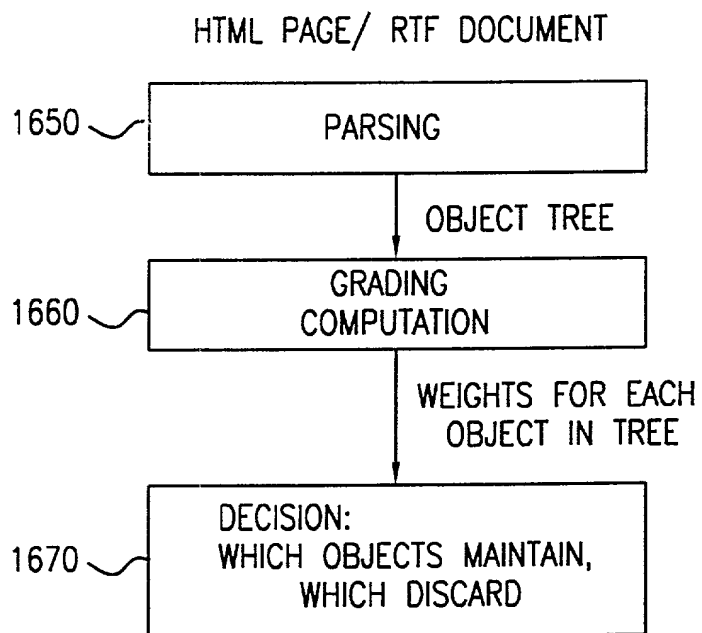 HTML PAGE/ RTF DOCUMENT
1650
PARSING
OBJECT TREE
1660
GRADING
COMPUTATION
WEIGHTS FOR EACH
OBJECT IN TREE
1670
DECISION:
WHICH OBJECTS MAINTAIN,
WHICH DISCARD